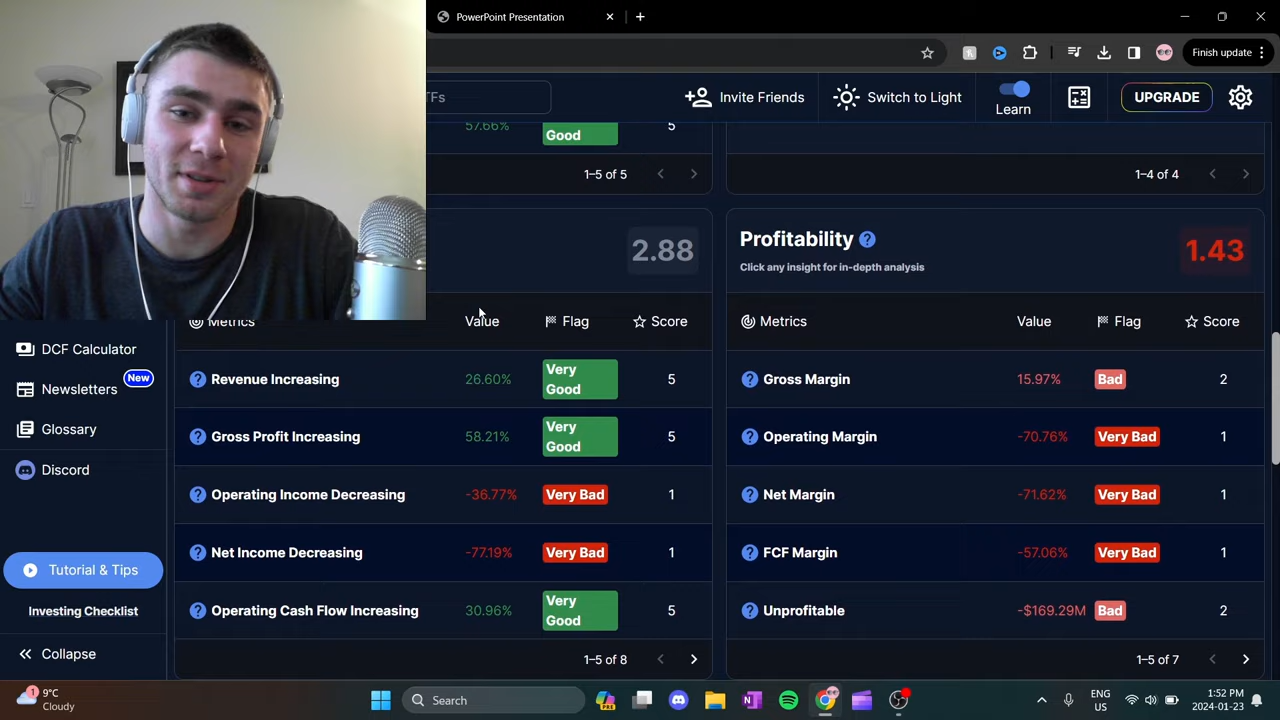 PowerPoint Presentation
Finish update
TFs
Invite Friends
Switch to Light
Learn
UPGRADE
57.66%
Good
5
1–5 of 5
1–4 of 4
2.88
Profitability
1.43
Click any insight for in-depth analysis
Metrics
Value
Flag
Score
Metrics
Value
Flag
Score
DCF Calculator
Newsletters
New
Glossary
Discord
Tutorial & Tips
Investing Checklist
Collapse
Revenue Increasing
26.60%
Very
Good
5
Gross Profit Increasing
58.21%
Very
Good
5
Operating Income Decreasing
-36.77%
Very Bad
1
Net Income Decreasing
-77.19%
Very Bad
1
Operating Cash Flow Increasing
30.96%
Very
Good
5
1–5 of 8
Gross Margin
15.97%
Bad
2
Operating Margin
-70.76%
Very Bad
1
Net Margin
-71.62%
Very Bad
1
FCF Margin
-57.06%
Very Bad
1
Unprofitable
-$169.29M
Bad
2
1–5 of 7
1
9°C
Cloudy
Search
PRE
ENG
US
1:52 PM
2024-01-23